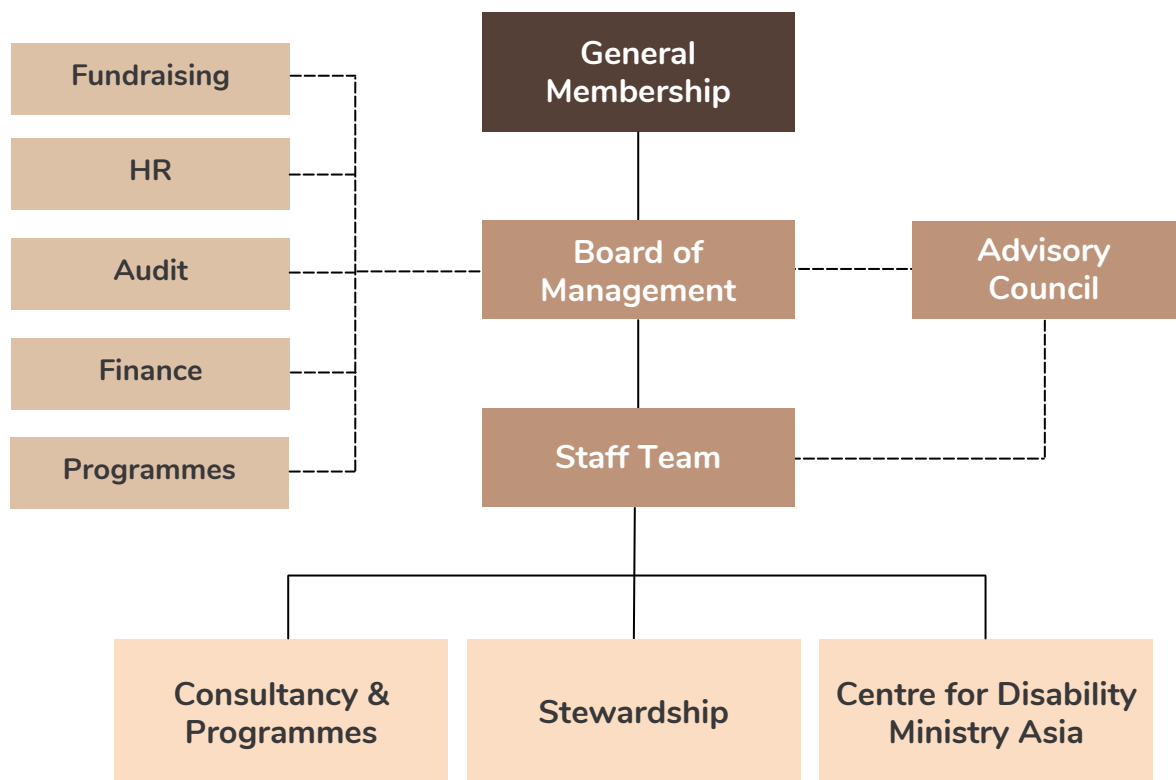 General
Membership
Fundraising
HR
Audit
Finance
Programmes
Board of
Management
Advisory
Council
Staff Team
Consultancy &
Programmes
Stewardship
Centre for Disability
Ministry Asia